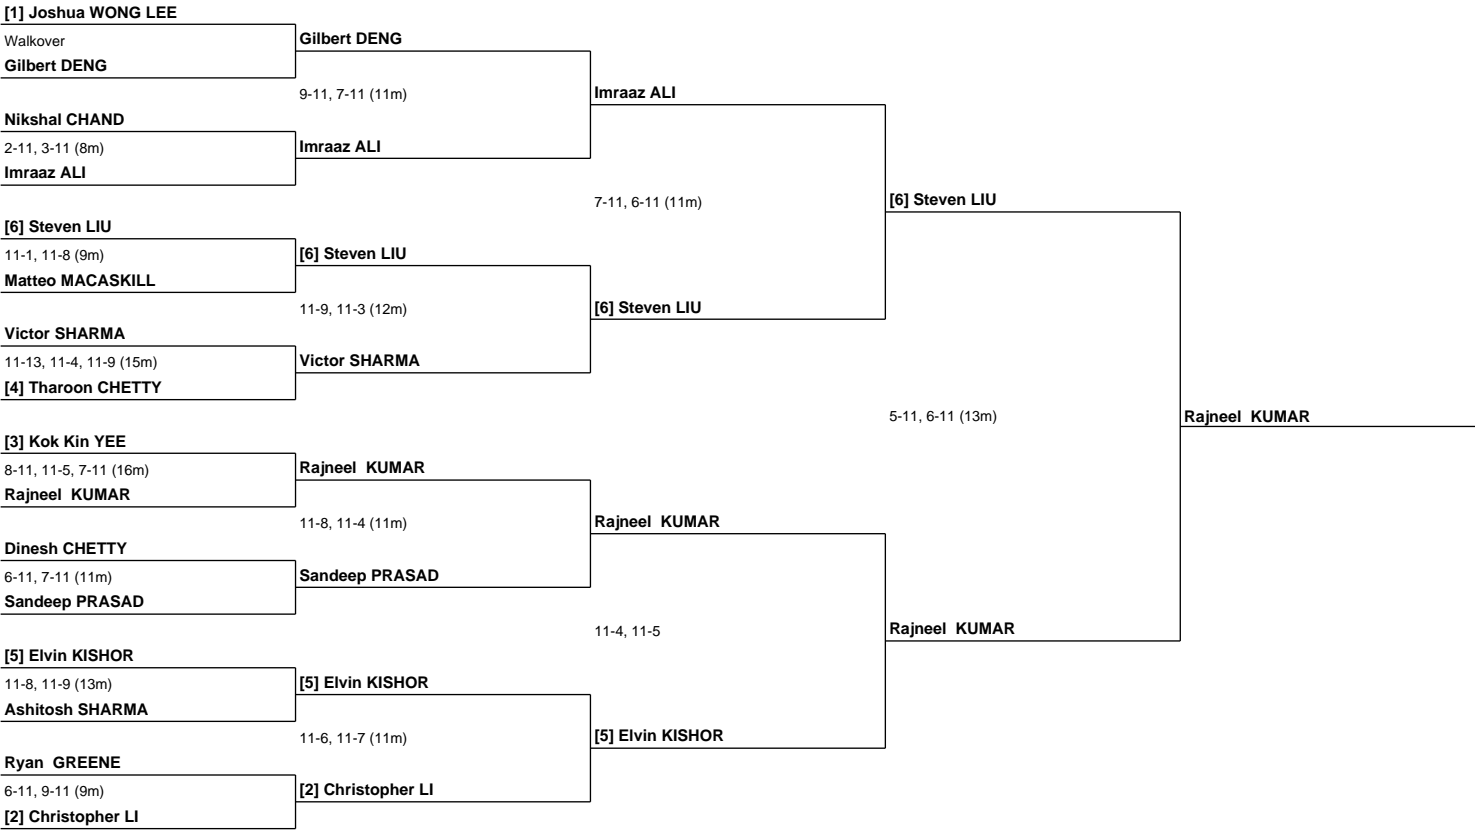 [1] Joshua WONG LEE
Walkover
Gilbert DENG
Nikshal CHAND
2-11, 3-11 (8m)
Imraaz ALI
[6] Steven LIU
11-1, 11-8 (9m)
Matteo MACASKILL
Victor SHARMA
11-13, 11-4, 11-9 (15m)
[4] Tharoon CHETTY
[3] Kok Kin YEE
8-11, 11-5, 7-11 (16m)
Rajneel KUMAR
Dinesh CHETTY
6-11, 7-11 (11m)
Sandeep PRASAD
[5] Elvin KISHOR
11-8, 11-9 (13m)
Ashitosh SHARMA
Ryan GREENE
6-11, 9-11 (9m)
[2] Christopher LI
Gilbert DENG
9-11, 7-11 (11m)
Imraaz ALI
[6] Steven LIU
11-9, 11-3 (12m)
Victor SHARMA
Rajneel KUMAR
11-8, 11-4 (11m)
Sandeep PRASAD
[5] Elvin KISHOR
11-6, 11-7 (11m)
[2] Christopher LI
Imraaz ALI
7-11, 6-11 (11m)
[6] Steven LIU
Rajneel KUMAR
11-4, 11-5
[5] Elvin KISHOR
[6] Steven LIU
5-11, 6-11 (13m)
Rajneel KUMAR
Rajneel KUMAR